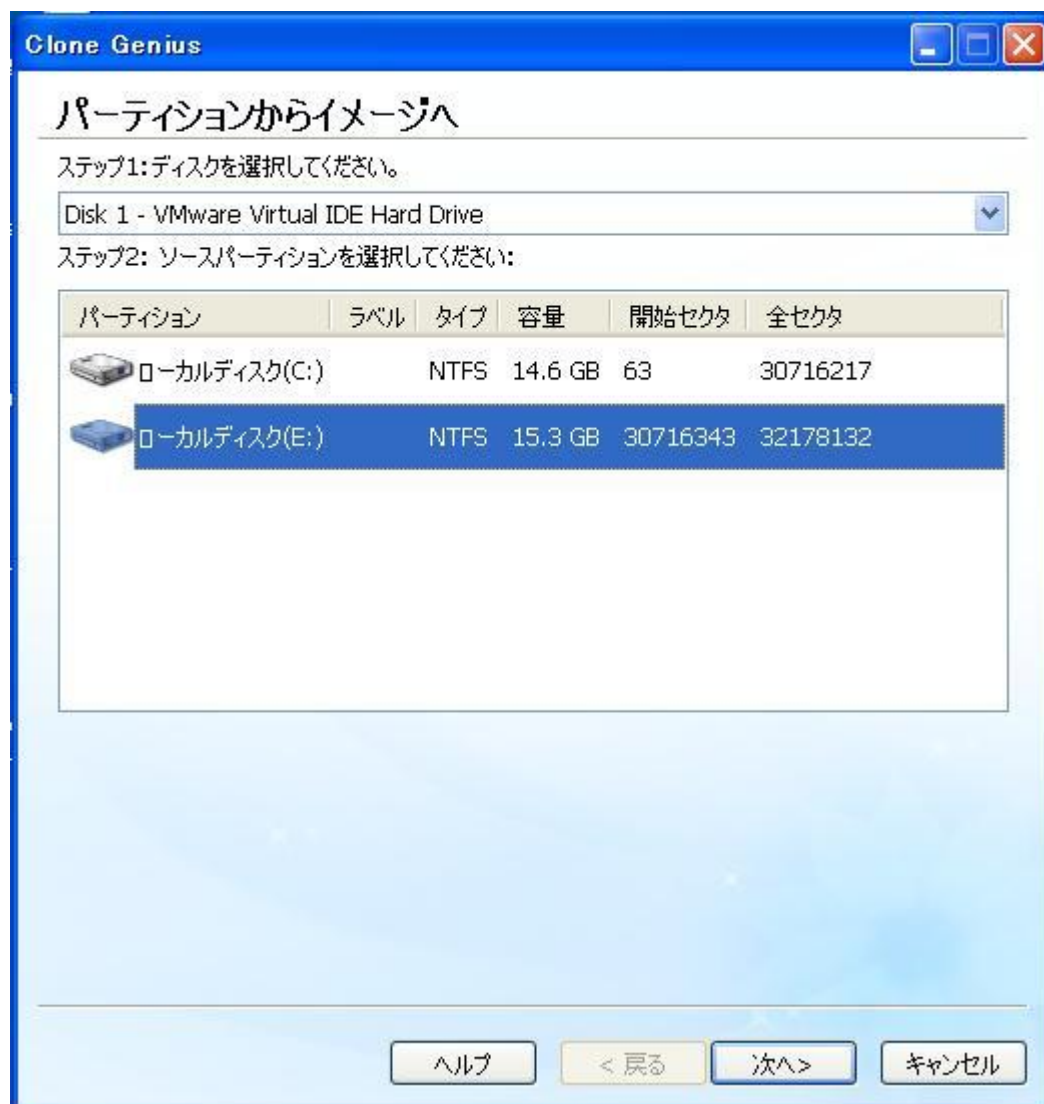 Clone Genius
パーティションからイメージへ
ステップ1:ディスクを選択してください。
Disk 1 - VMware Virtual IDE Hard Drive
ステップ2: ソースパーティションを選択してください:
パーティション ラベル タイプ 容量 開始セクタ 全セクタ
ローカルディスク(C:) NTFS 14.6 GB 63 30716217
ローカルディスク(E:) NTFS 15.3 GB 30716343 32178132
ヘルプ < 戻る 次へ> キャンセル